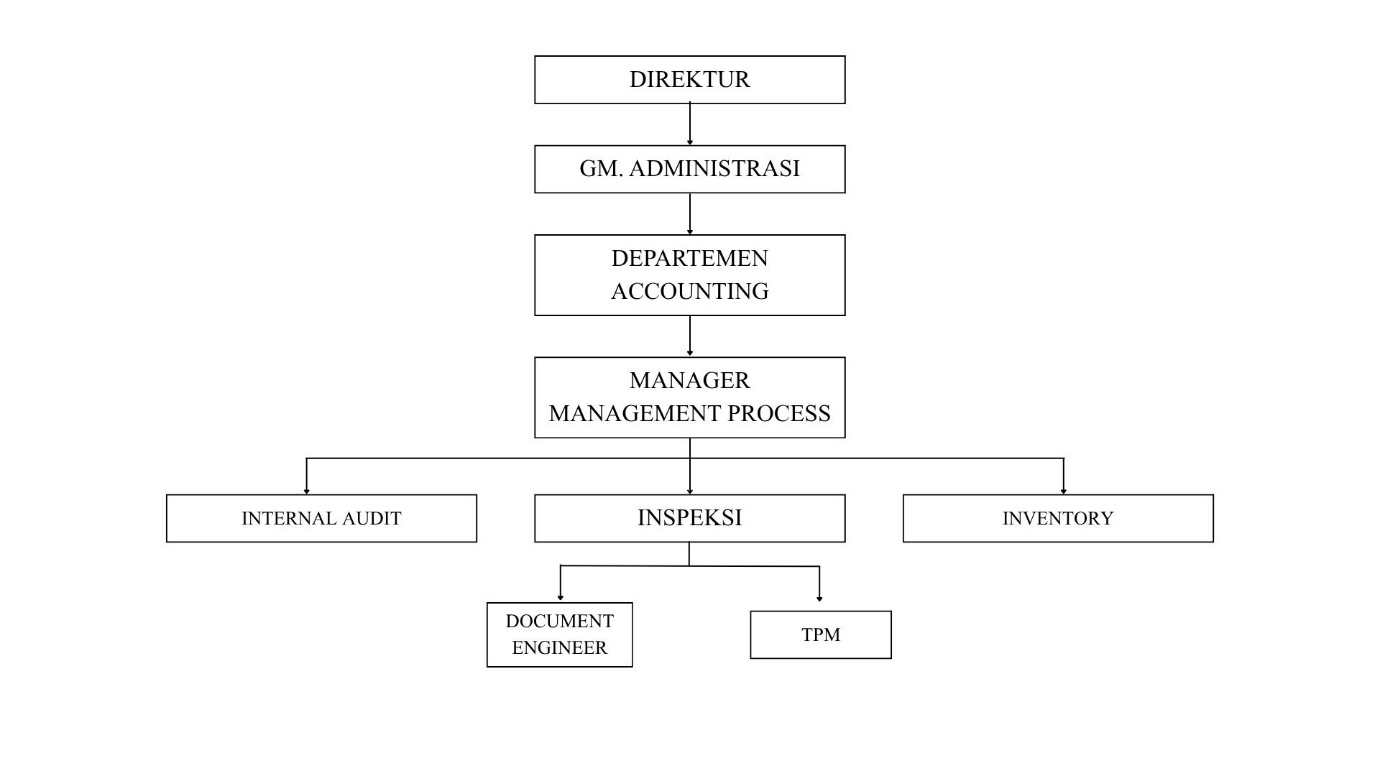 DIREKTUR
GM. ADMINISTRASI
DEPARTEMEN
ACCOUNTING
MANAGER
MANAGEMENT PROCESS
INTERNAL AUDIT
INSPEKSI
INVENTORY
DOCUMENT
ENGINEER
TPM